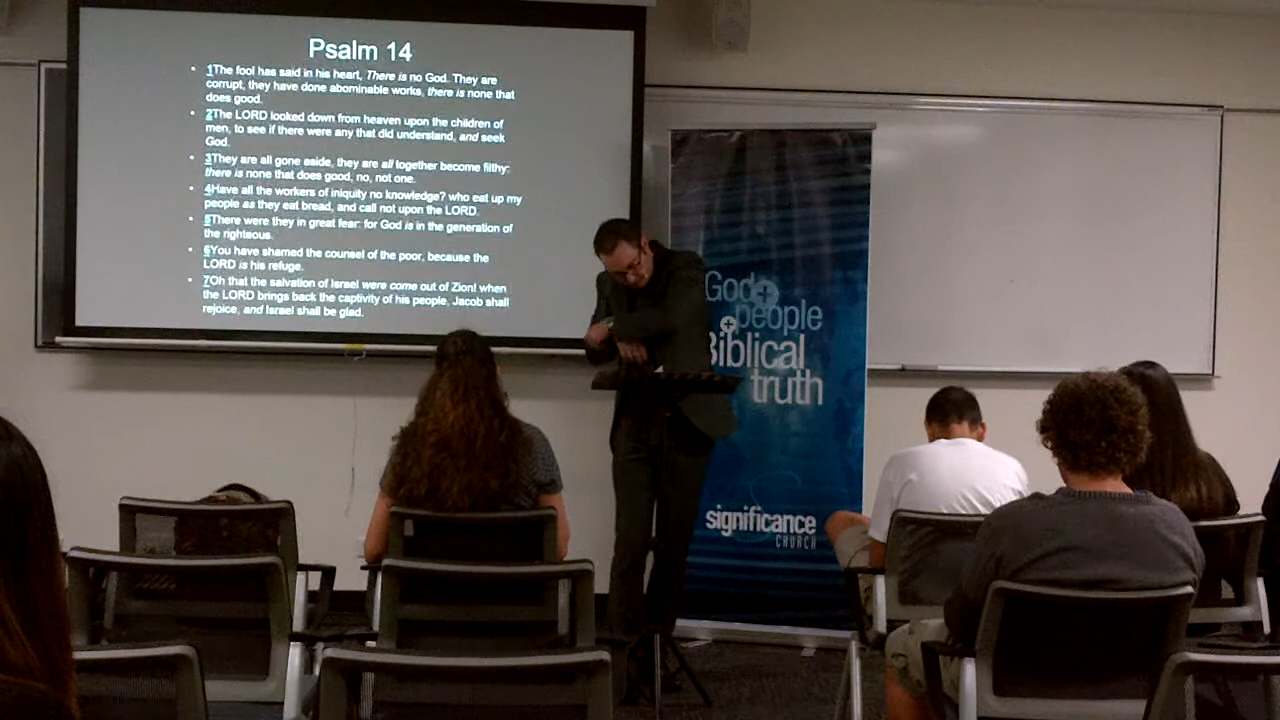 Psalm 14
• 1The fool has said in his heart, There is no God. They are
corrupt, they have done abominable works, there is none that
does good.
• 2The LORD looked down from heaven upon the children of
men, to see if there were any that did understand, and seek
God.
• 3They are all gone aside, they are all together become filthy:
there is none that does good, no, not one.
• 4Have all the workers of iniquity no knowledge? who eat up my
people as they eat bread, and call not upon the LORD.
• 5There were they in great fear: for God is in the generation of
the righteous.
• 6You have shamed the counsel of the poor, because the
LORD is his refuge.
• 7Oh that the salvation of Israel were come out of Zion! when
the LORD brings back the captivity of his people, Jacob shall
rejoice, and Israel shall be glad.
God +
+ people
Biblical
truth
significance
CHURCH